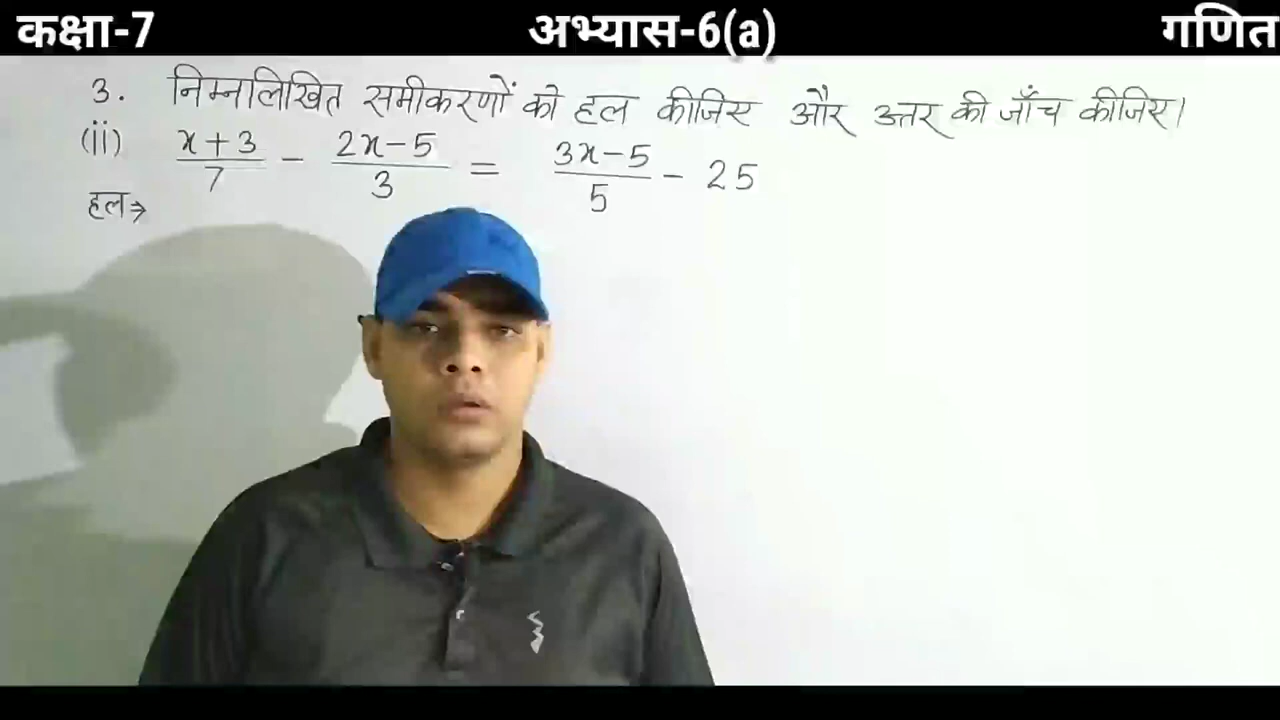 कक्षा-7 अभ्यास-6(a) गणित
3. निम्नलिखित समीकरणों को हल कीजिए और उत्तर की जाँच कीजिए।
(ii) x+3/7 - 2x-5/3 = 3x-5/5 - 25
हल→